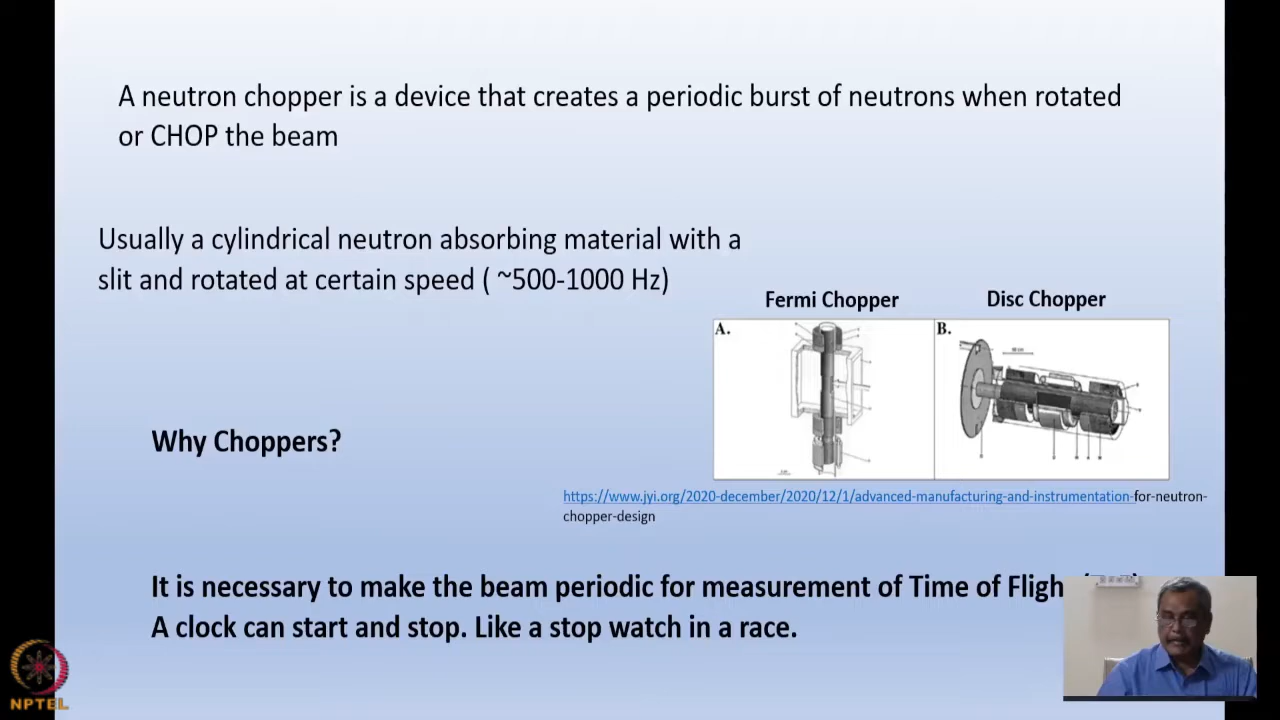 A neutron chopper is a device that creates a periodic burst of neutrons when rotated
or CHOP the beam
Usually a cylindrical neutron absorbing material with a
slit and rotated at certain speed ( ~500-1000 Hz)
Fermi Chopper
Disc Chopper
A.
B.
Why Choppers?
https://www.jyi.org/2020-december/2020/12/1/advanced-manufacturing-and-instrumentation-for-neutron-
chopper-design
It is necessary to make the beam periodic for measurement of Time of Fligh
A clock can start and stop. Like a stop watch in a race.
NPTEL